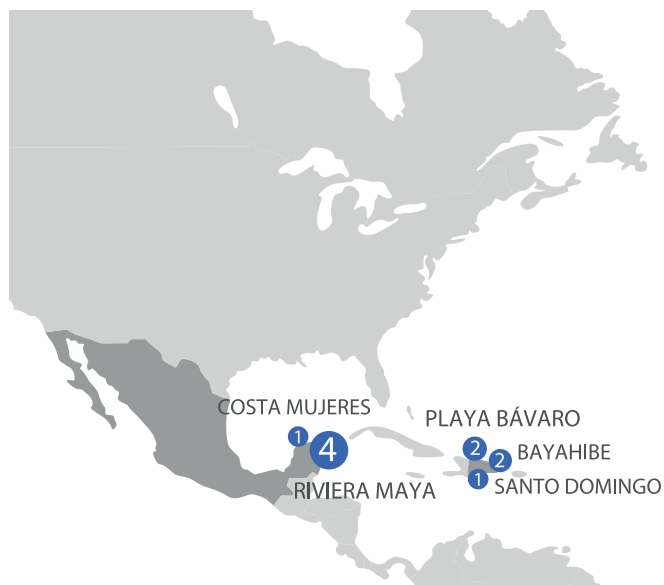 COSTA MUJERES
1
4
RIVIERA MAYA
PLAYA BÁVARO
2
2
BAYAHIBE
1
SANTO DOMINGO